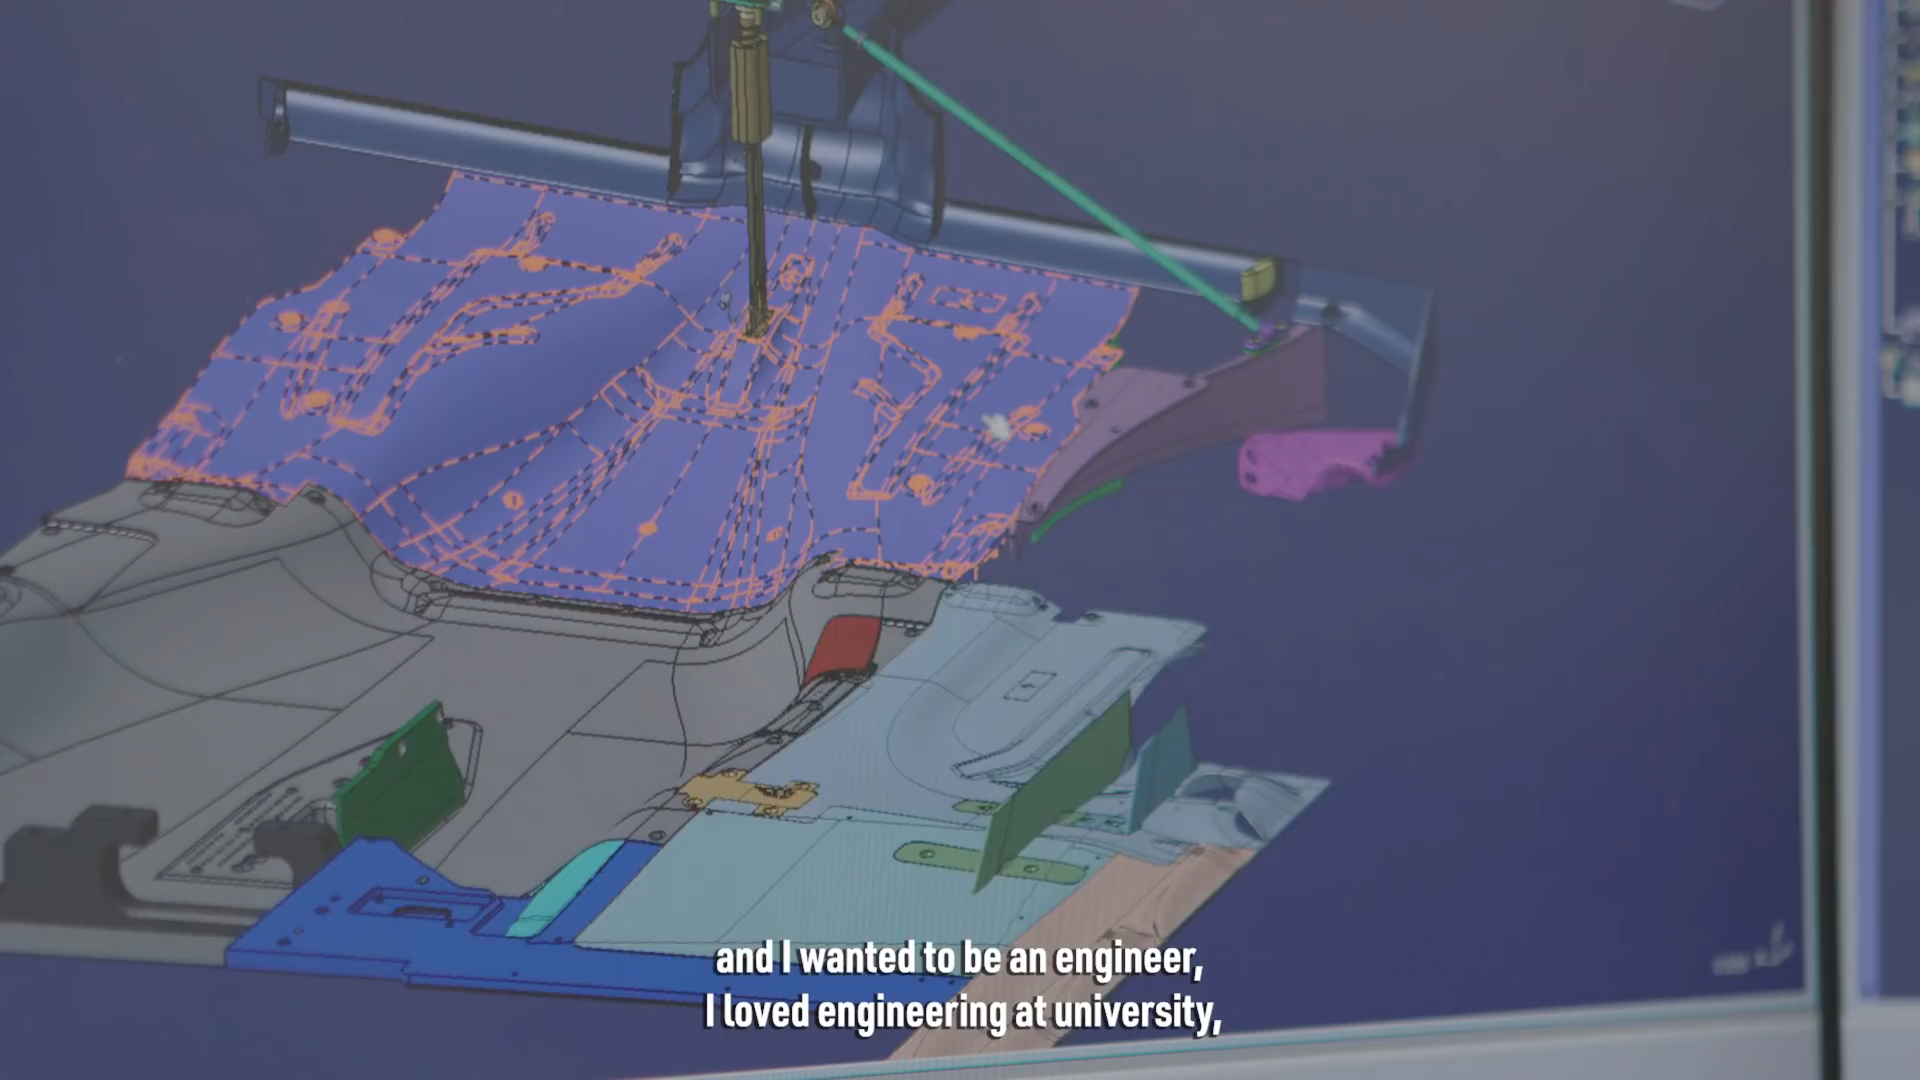 and I wanted to be an engineer,
I loved engineering at university,